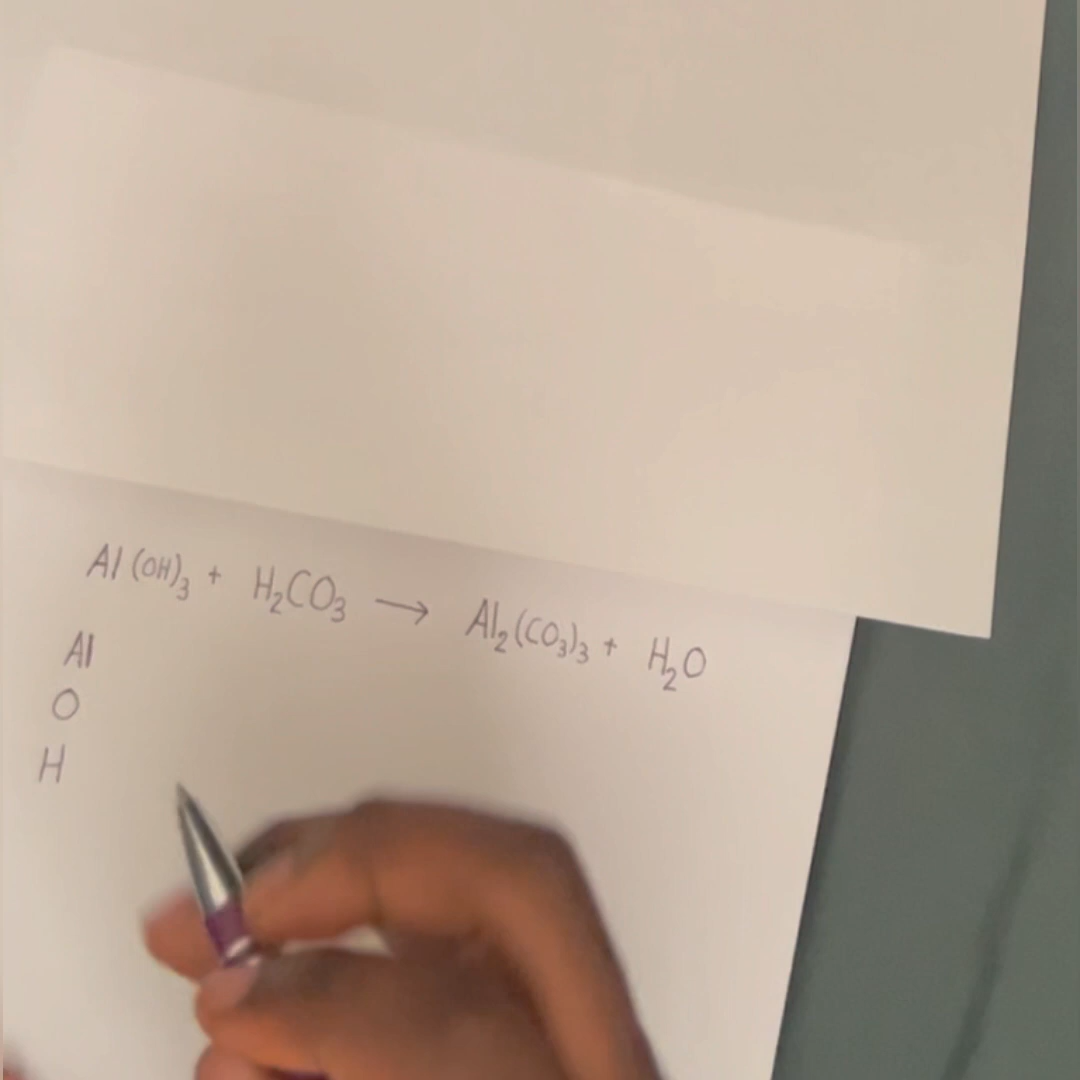 Al(OH)₃ + H₂CO₃ → Al₂(CO₃)₃ + H₂O
Al
O
H